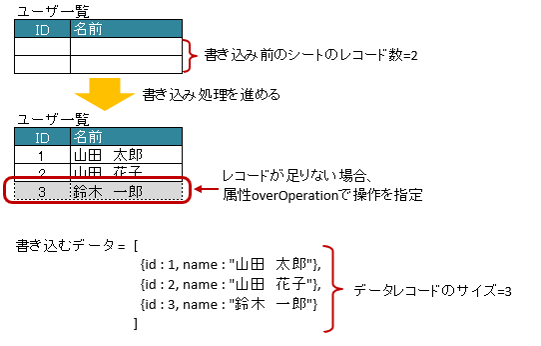 ユーザ一覧
ID 名前
書き込み前のシートのレコード数=2
書き込み処理を進める
ユーザ一覧
ID 名前
1 山田　太郎
2 山田　花子
3 鈴木　一郎
レコードが足りない場合、
属性overOperationで操作を指定
書き込むデータ = [
{id : 1, name : "山田　太郎"},
{id : 2, name : "山田　花子"},
{id : 3, name : "鈴木　一郎"}
]
データレコードのサイズ=3